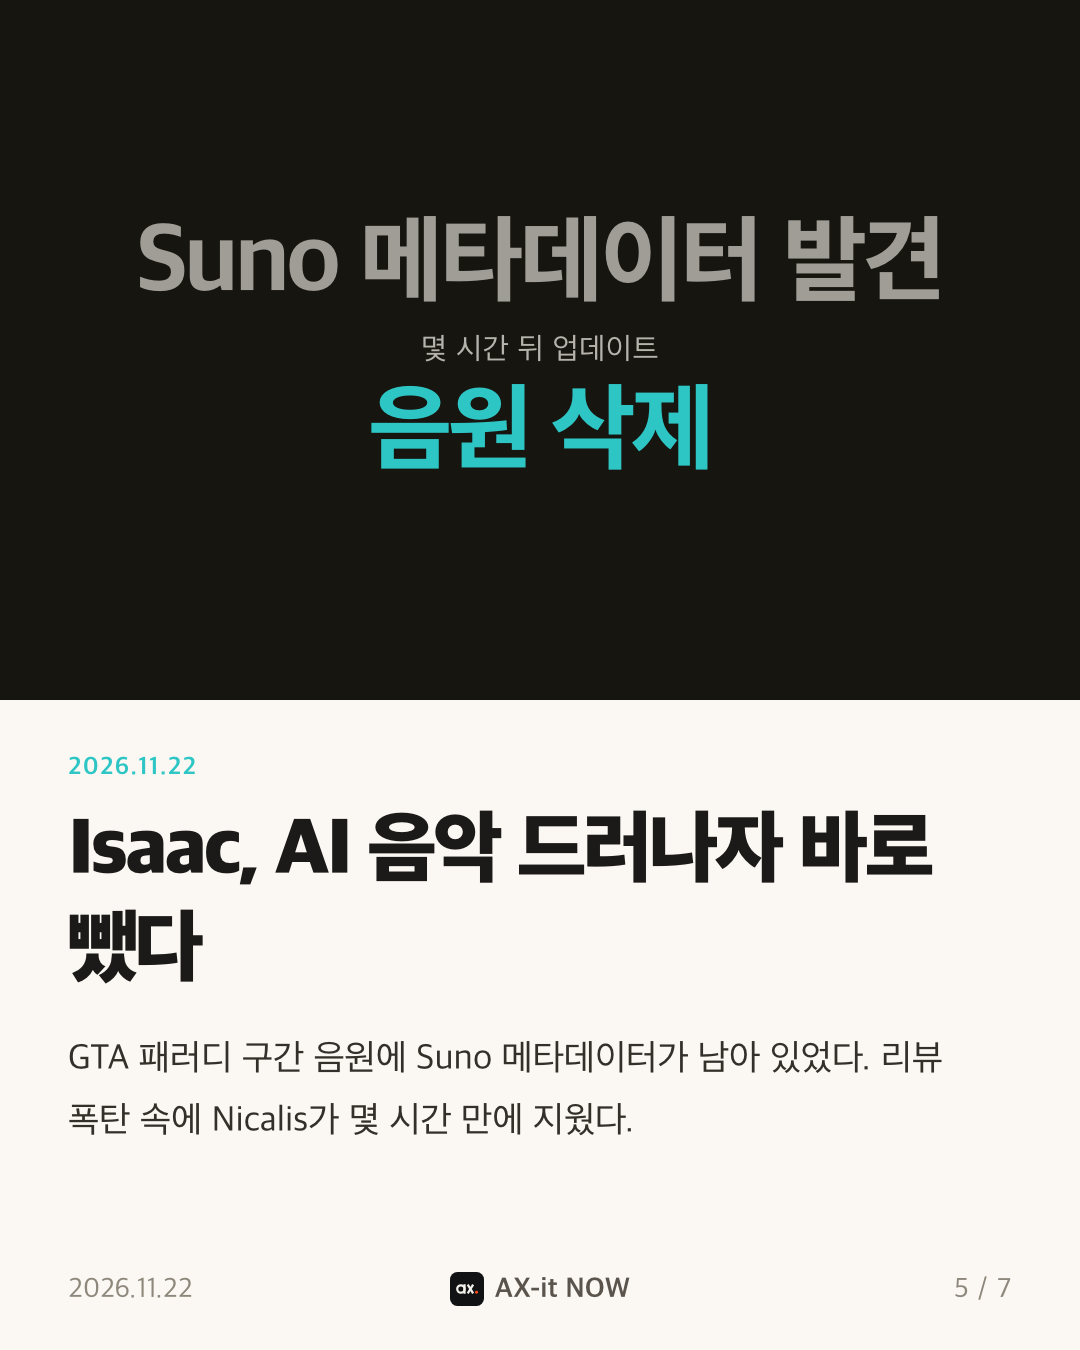 Suno 메타데이터 발견
몇 시간 뒤 업데이트
음원 삭제
2026.11.22
Isaac, AI 음악 드러나자 바로
뺐다
GTA 패러디 구간 음원에 Suno 메타데이터가 남아 있었다. 리뷰
폭탄 속에 Nicalis가 몇 시간 만에 지웠다.
2026.11.22
ax.
AX-it NOW
5 / 7